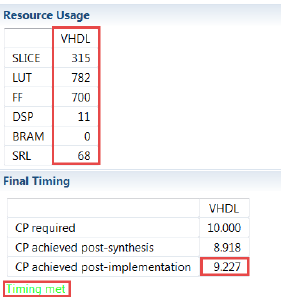 Resource Usage
VHDL
SLICE 315
LUT 782
FF 700
DSP 11
BRAM 0
SRL 68
Final Timing
VHDL
CP required 10.000
CP achieved post-synthesis 8.918
CP achieved post-implementation 9.227
Timing met